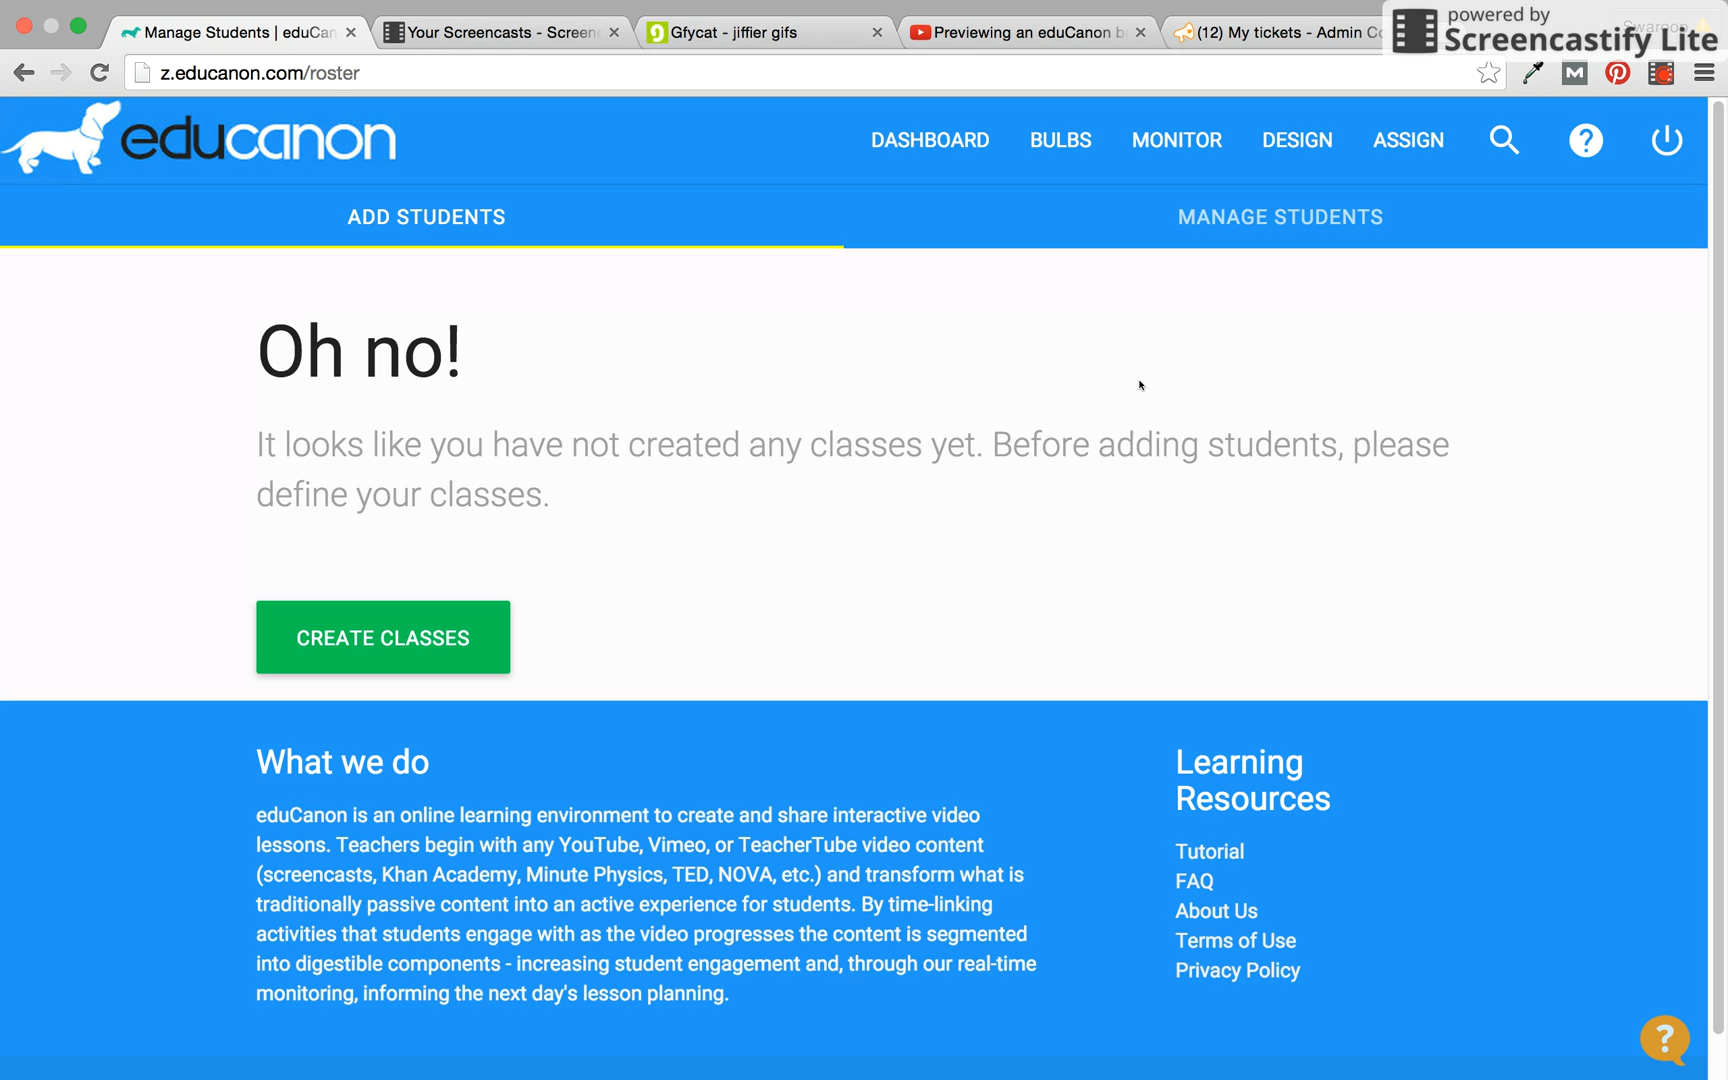 Manage Students | eduCan
Your Screencasts - Screen
Gfycat - jiffier gifs
Previewing an eduCanon b
(12) My tickets - Admin Co
Swaroop
powered by
Screencastify Lite
z.educanon.com/roster
M
educanon
DASHBOARD
BULBS
MONITOR
DESIGN
ASSIGN
?
ADD STUDENTS
MANAGE STUDENTS
Oh no!
It looks like you have not created any classes yet. Before adding students, please
define your classes.
CREATE CLASSES
What we do
eduCanon is an online learning environment to create and share interactive video
lessons. Teachers begin with any YouTube, Vimeo, or TeacherTube video content
(screencasts, Khan Academy, Minute Physics, TED, NOVA, etc.) and transform what is
traditionally passive content into an active experience for students. By time-linking
activities that students engage with as the video progresses the content is segmented
into digestible components - increasing student engagement and, through our real-time
monitoring, informing the next day's lesson planning.
Learning
Resources
Tutorial
FAQ
About Us
Terms of Use
Privacy Policy
?